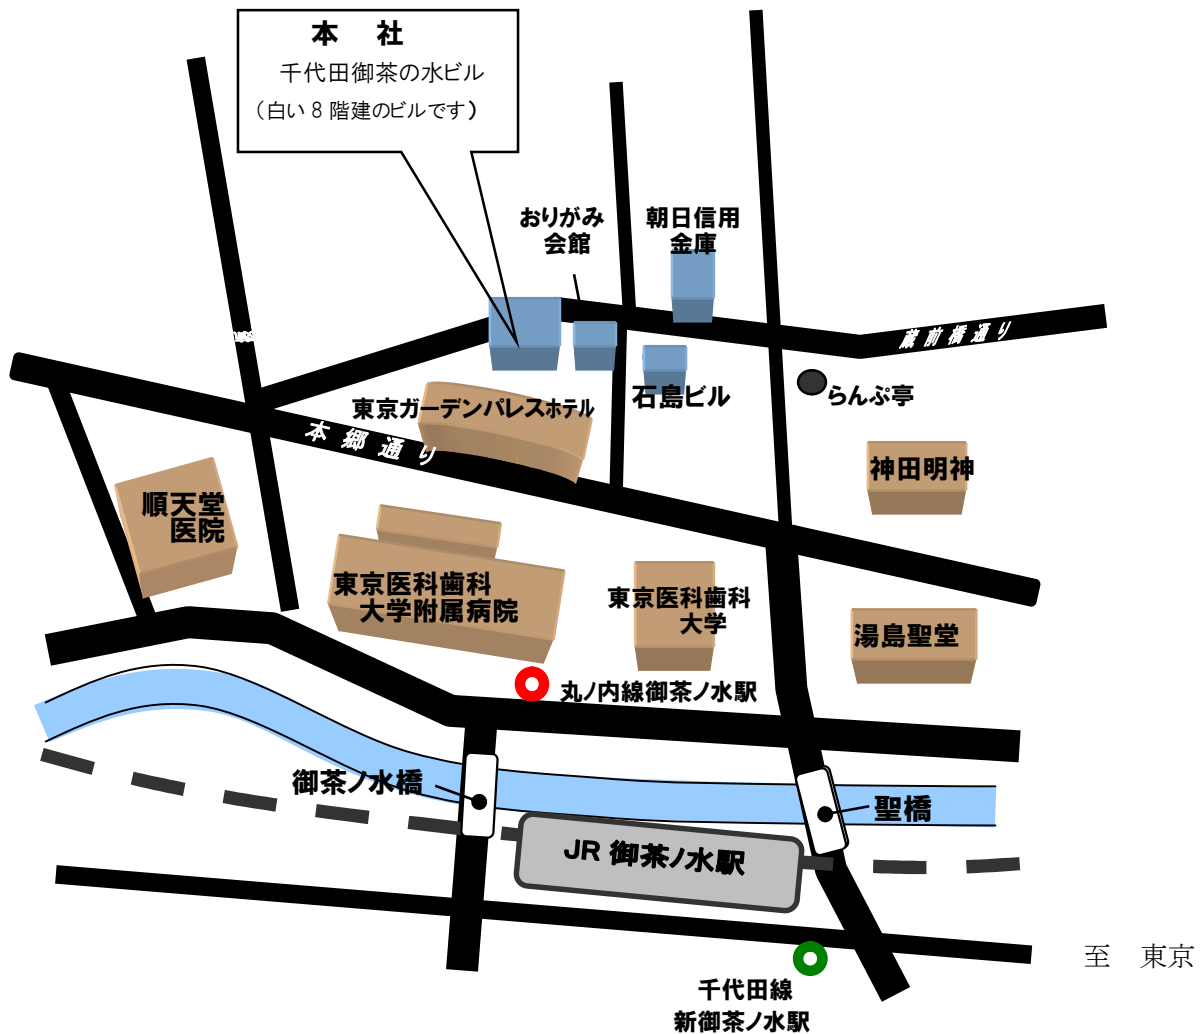 本　社
千代田御茶の水ビル
（白い 8 階建のビルです）
おりがみ
会館
朝日信用
金庫
蔵前橋通り
東京ガーデンパレスホテル
石島ビル
らんぷ亭
本郷通り
神田明神
順天堂
医院
東京医科歯科
大学附属病院
東京医科歯科
大学
湯島聖堂
丸ノ内線御茶ノ水駅
御茶ノ水橋
聖橋
JR 御茶ノ水駅
至　東京
千代田線
新御茶ノ水駅